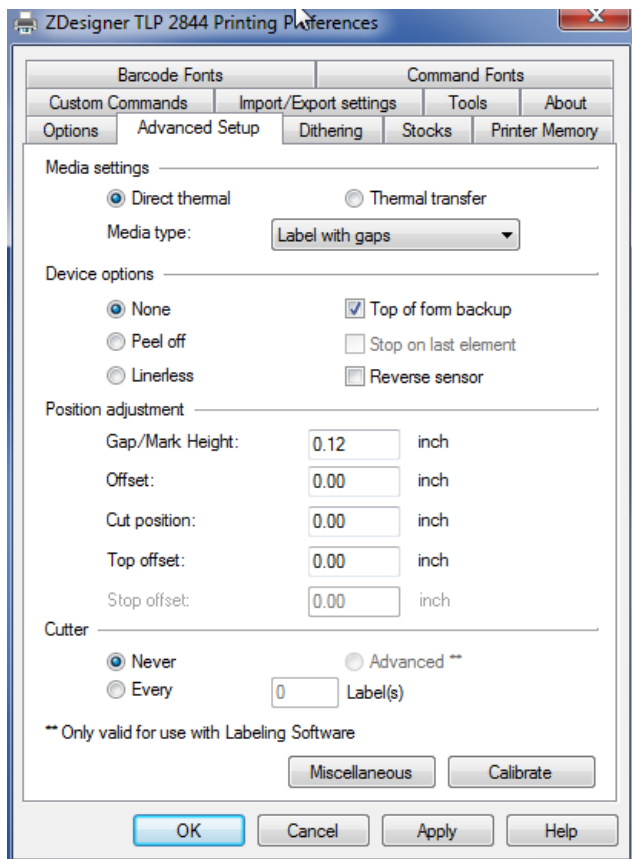 ZDesigner TLP 2844 Printing Preferences
Barcode Fonts Command Fonts
Custom Commands Import/Export settings Tools About
Options Advanced Setup Dithering Stocks Printer Memory
Media settings
Direct thermal Thermal transfer
Media type: Label with gaps
Device options
None Top of form backup
Peel off Stop on last element
Linerless Reverse sensor
Position adjustment
Gap/Mark Height: 0.12 inch
Offset: 0.00 inch
Cut position: 0.00 inch
Top offset: 0.00 inch
Stop offset: 0.00 inch
Cutter
Never Advanced **
Every 0 Label(s)
** Only valid for use with Labeling Software
Miscellaneous Calibrate
OK Cancel Apply Help